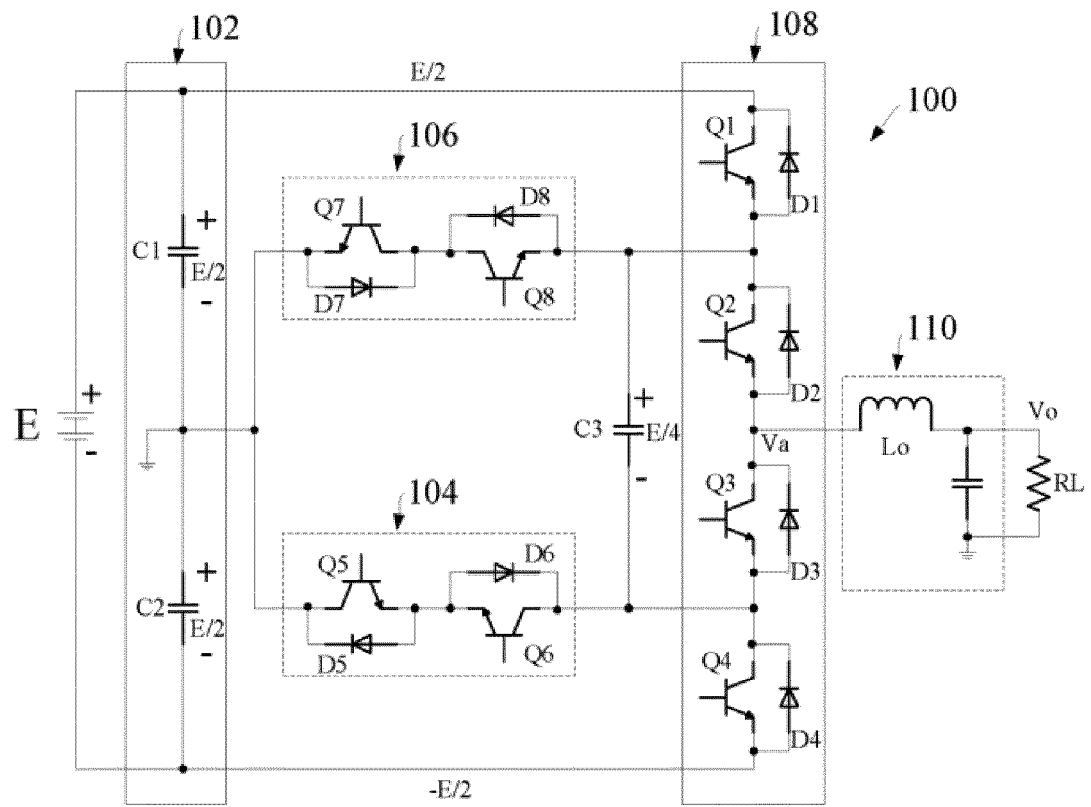 102
108
E/2
100
Q1
106
D8
Q7
D1
+
C1
E/2
-
D7
Q8
Q2
110
+
E
-
+
C3
E/4
-
D2
Va
Lo
Vo
RL
104
Q3
Q5
D6
D3
+
C2
E/2
-
D5
Q6
Q4
D4
-E/2